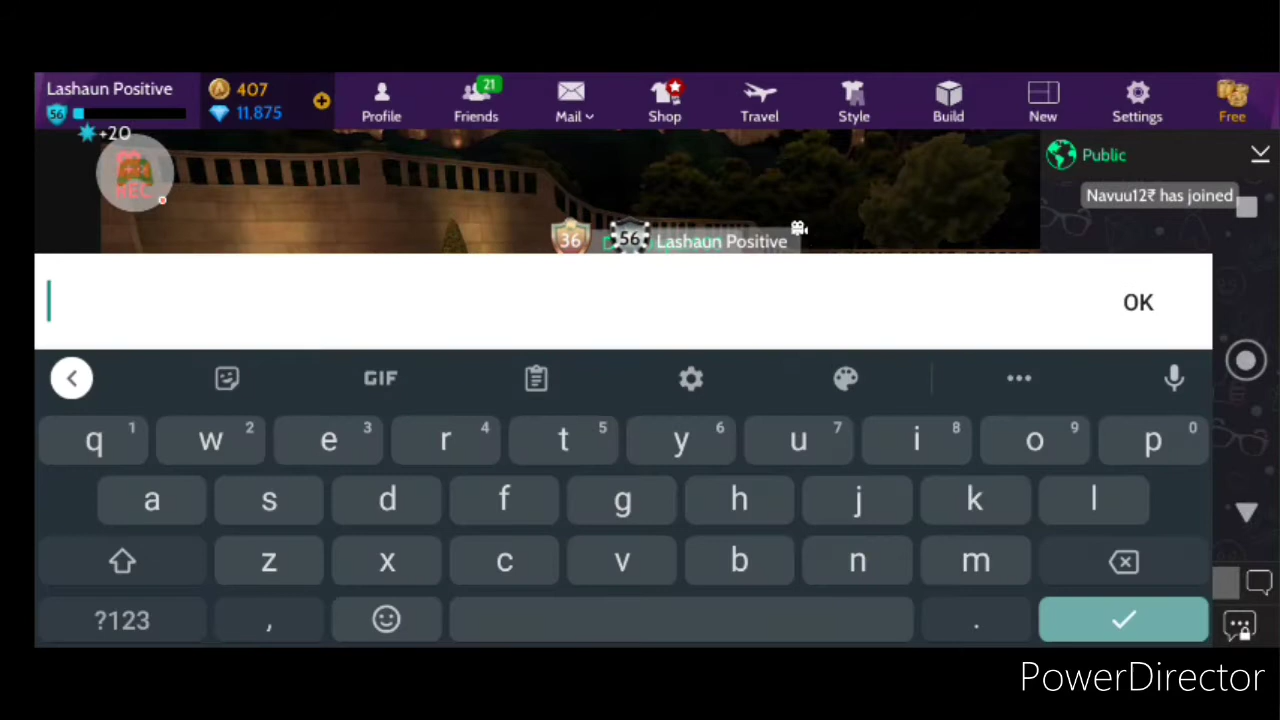 Lashaun Positive
56
+20
407
11,875
Profile
21
Friends
Mail
Shop
Travel
Style
Build
New
Settings
Free
REC
Public
Navuu12₹ has joined
36
56 Lashaun Positive
OK
GIF
q 1 w 2 e 3 r 4 t 5 y 6 u 7 i 8 o 9 p 0
a s d f g h j k l
z x c v b n m
?123 , .
PowerDirector